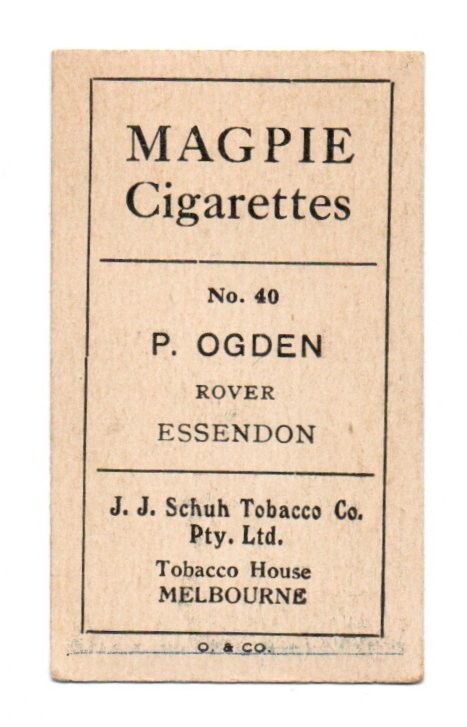 MAGPIE
Cigarettes
No. 40
P. OGDEN
ROVER
ESSENDON
J. J. Schuh Tobacco Co.
Pty. Ltd.
Tobacco House
MELBOURNE
O. & CO.